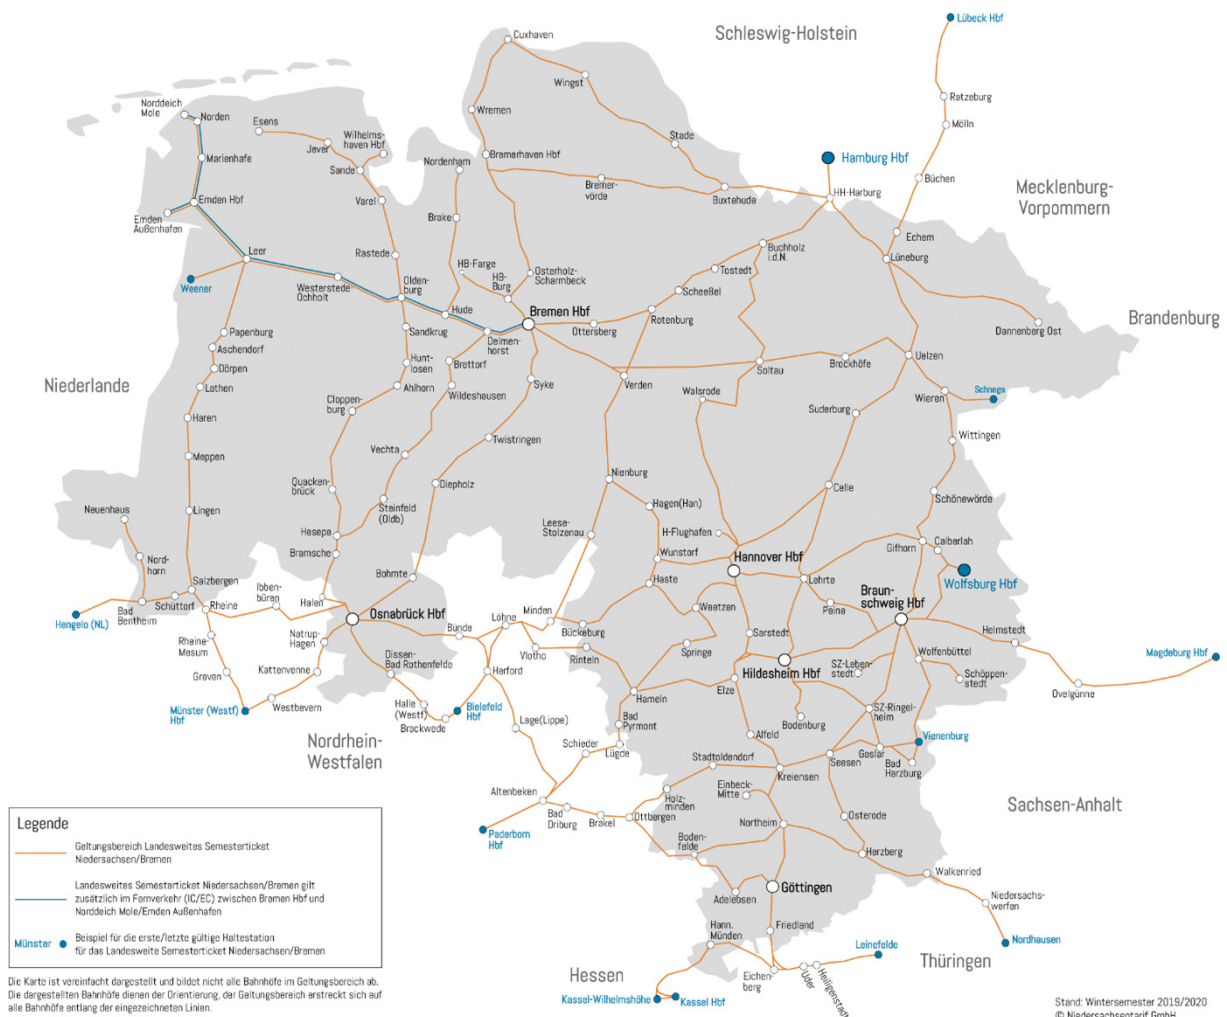 Schleswig-Holstein
Lübeck Hbf
Cuxhaven
Wingst
Ratzeburg
Norddeich
Mole
Norden
Esens
Wremen
Mölln
Jever
Wilhelms-
haven Hbf
Stade
Marienhafe
Sande
Nordenham
Bremerhaven Hbf
Hamburg Hbf
Büchen
Mecklenburg-
Vorpommern
Bremer-
vörde
Buxtehude
HH-Harburg
Emden Hbf
Emden
Außenhafen
Varel
Brake
Echem
Leer
Rastede
HB-Farge
HB-
Burg
Osterholz-
Scharmbeck
Tostedt
Buchholz
i.d.N.
Lüneburg
Weener
Westerstede-
Ochholt
Olden-
burg
Hude
Bremen Hbf
Scheeßel
Rotenburg
Ottersberg
Dannenberg Ost
Brandenburg
Papenburg
Sandkrug
Delmen-
horst
Aschendorf
Dörpen
Hunt-
losen
Brettorf
Syke
Verden
Soltau
Brockhöfe
Uelzen
Niederlande
Lathen
Ahlhorn
Wildeshausen
Walsrode
Wieren
Schnega
Haren
Cloppen-
burg
Suderburg
Wittingen
Meppen
Vechta
Twistringen
Quacken-
brück
Diepholz
Nienburg
Celle
Schönewörde
Neuenhaus
Lingen
Steinfeld
(Oldb)
Hagen(Han)
Leese-
Stolzenau
H-Flughafen
Hesepe
Bramsche
Wunstorf
Hannover Hbf
Gifhorn
Calberlah
Nord-
horn
Salzbergen
Bohmte
Haste
Lehrte
Wolfsburg Hbf
Schüttorf
Rheine
Ibben-
büren
Halen
Osnabrück Hbf
Weetzen
Peine
Braun-
schweig Hbf
Hengelo (NL)
Bad
Bentheim
Löhne
Minden
Bückeburg
Sarstedt
Helmstedt
Rheine-
Mesum
Natrup-
Hagen
Bünde
Vlotho
Rinteln
Springe
Wolfenbüttel
Magdeburg Hbf
Greven
Kattenvenne
Dissen-
Bad Rothenfelde
Herford
Hildesheim Hbf
SZ-Leben-
stedt
Schöppen-
stedt
Ovelgünne
Münster (Westf)
Hbf
Westbevern
Halle
(Westf)
Brackwede
Bielefeld
Hbf
Hameln
Elze
Bodenburg
SZ-Ringel-
heim
Nordrhein-
Westfalen
Lage(Lippe)
Bad
Pyrmont
Lügde
Alfeld
Vienenburg
Schieder
Stadtoldendorf
Kreiensen
Seesen
Goslar
Bad
Harzburg
Altenbeken
Bad
Driburg
Brakel
Ottbergen
Holz-
minden
Einbeck-
Mitte
Sachsen-Anhalt
Paderborn
Hbf
Northeim
Osterode
Boden-
felde
Herzberg
Walkenried
Göttingen
Adelebsen
Niedersachs-
werfen
Hann.
Münden
Friedland
Leinefelde
Nordhausen
Hessen
Eichen-
berg
Uder
Heiligenstadt
Thüringen
Kassel-Wilhelmshöhe
Kassel Hbf
Legende
Geltungsbereich Landesweites Semesterticket
Niedersachsen/Bremen
Landesweites Semesterticket Niedersachsen/Bremen gilt
zusätzlich im Fernverkehr (IC/EC) zwischen Bremen Hbf und
Norddeich Mole/Emden Außenhafen
Münster
Beispiel für die erste/letzte gültige Haltestation
für das Landesweite Semesterticket Niedersachsen/Bremen
Die Karte ist vereinfacht dargestellt und bildet nicht alle Bahnhöfe im Geltungsbereich ab.
Die dargestellten Bahnhöfe dienen der Orientierung, der Geltungsbereich erstreckt sich auf
alle Bahnhöfe entlang der eingezeichneten Linien.
Stand: Wintersemester 2019/2020
© Niedersachsentarif GmbH